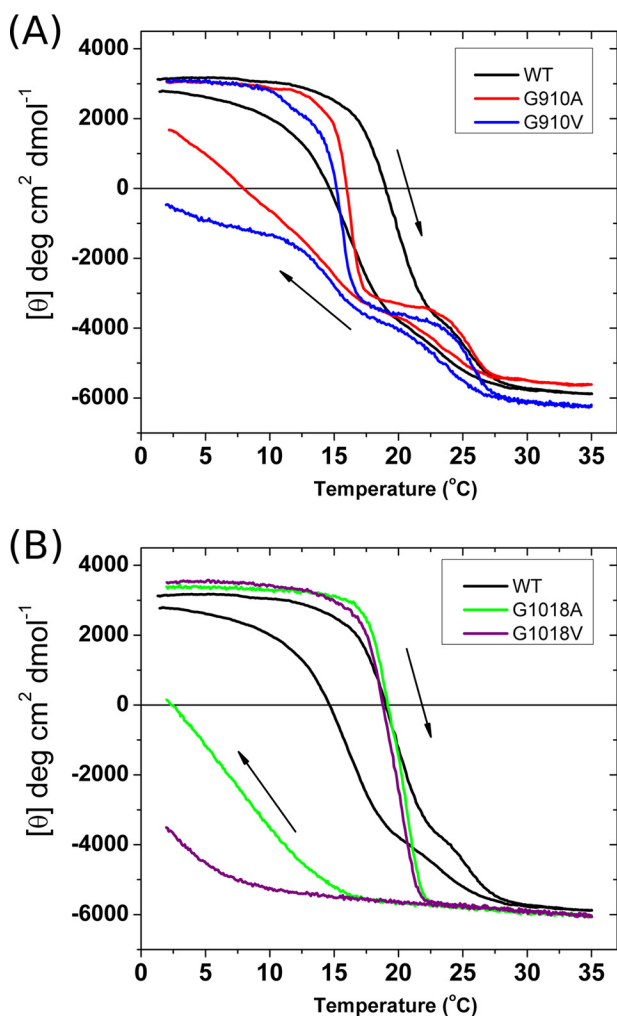 (A)
4000
2000
0
-2000
-4000
-6000
[θ] deg cm² dmol⁻¹
WT
G910A
G910V
0 5 10 15 20 25 30 35
Temperature (°C)
(B)
4000
2000
0
-2000
-4000
-6000
[θ] deg cm² dmol⁻¹
WT
G1018A
G1018V
0 5 10 15 20 25 30 35
Temperature (°C)